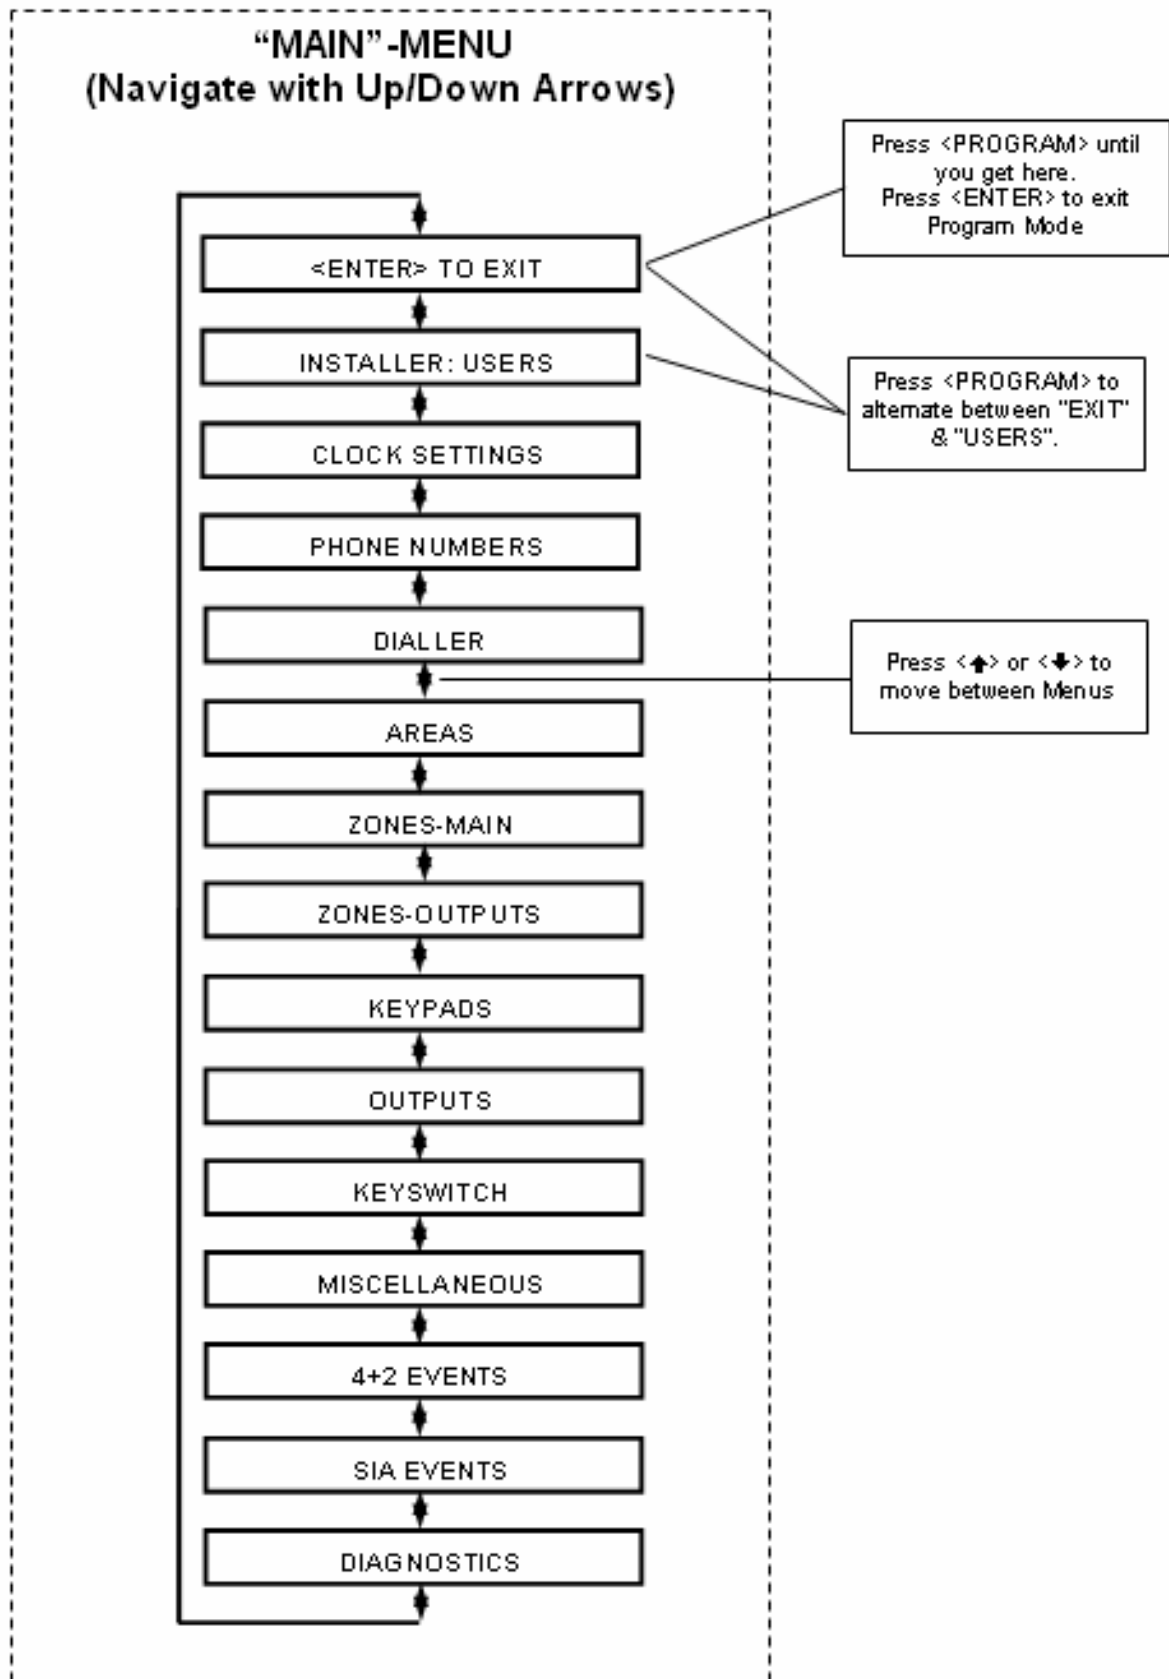 “MAIN”-MENU
(Navigate with Up/Down Arrows)
Press <PROGRAM> until
you get here.
Press <ENTER> to exit
Program Mode
<ENTER> TO EXIT
INSTALLER: USERS
Press <PROGRAM> to
alternate between "EXIT"
& "USERS".
CLOCK SETTINGS
PHONE NUMBERS
DIALLER
Press <🡅> or <🡇> to
move between Menus
AREAS
ZONES-MAIN
ZONES-OUTPUTS
KEYPADS
OUTPUTS
KEYSWITCH
MISCELLANEOUS
4+2 EVENTS
SIA EVENTS
DIAGNOSTICS